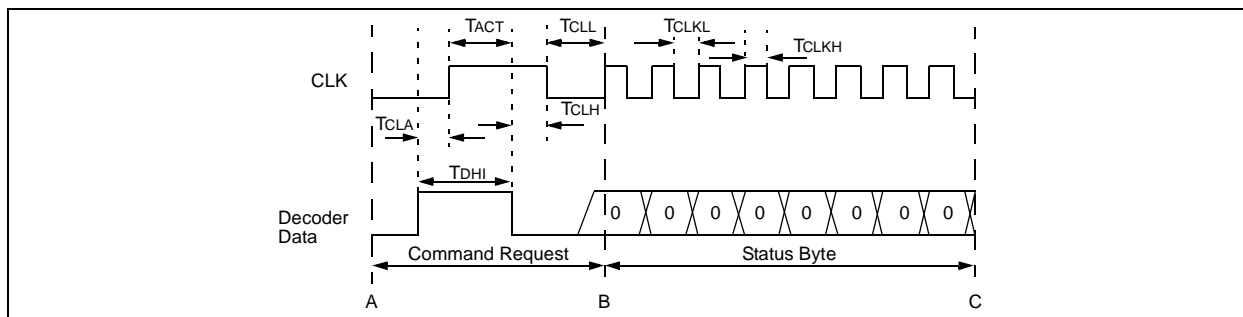 TACT TCLL TCLKL
TCLKH
CLK
TCLH
TCLA
TDHI
0 0 0 0 0 0 0 0
Decoder
Data
Command Request Status Byte
A B C